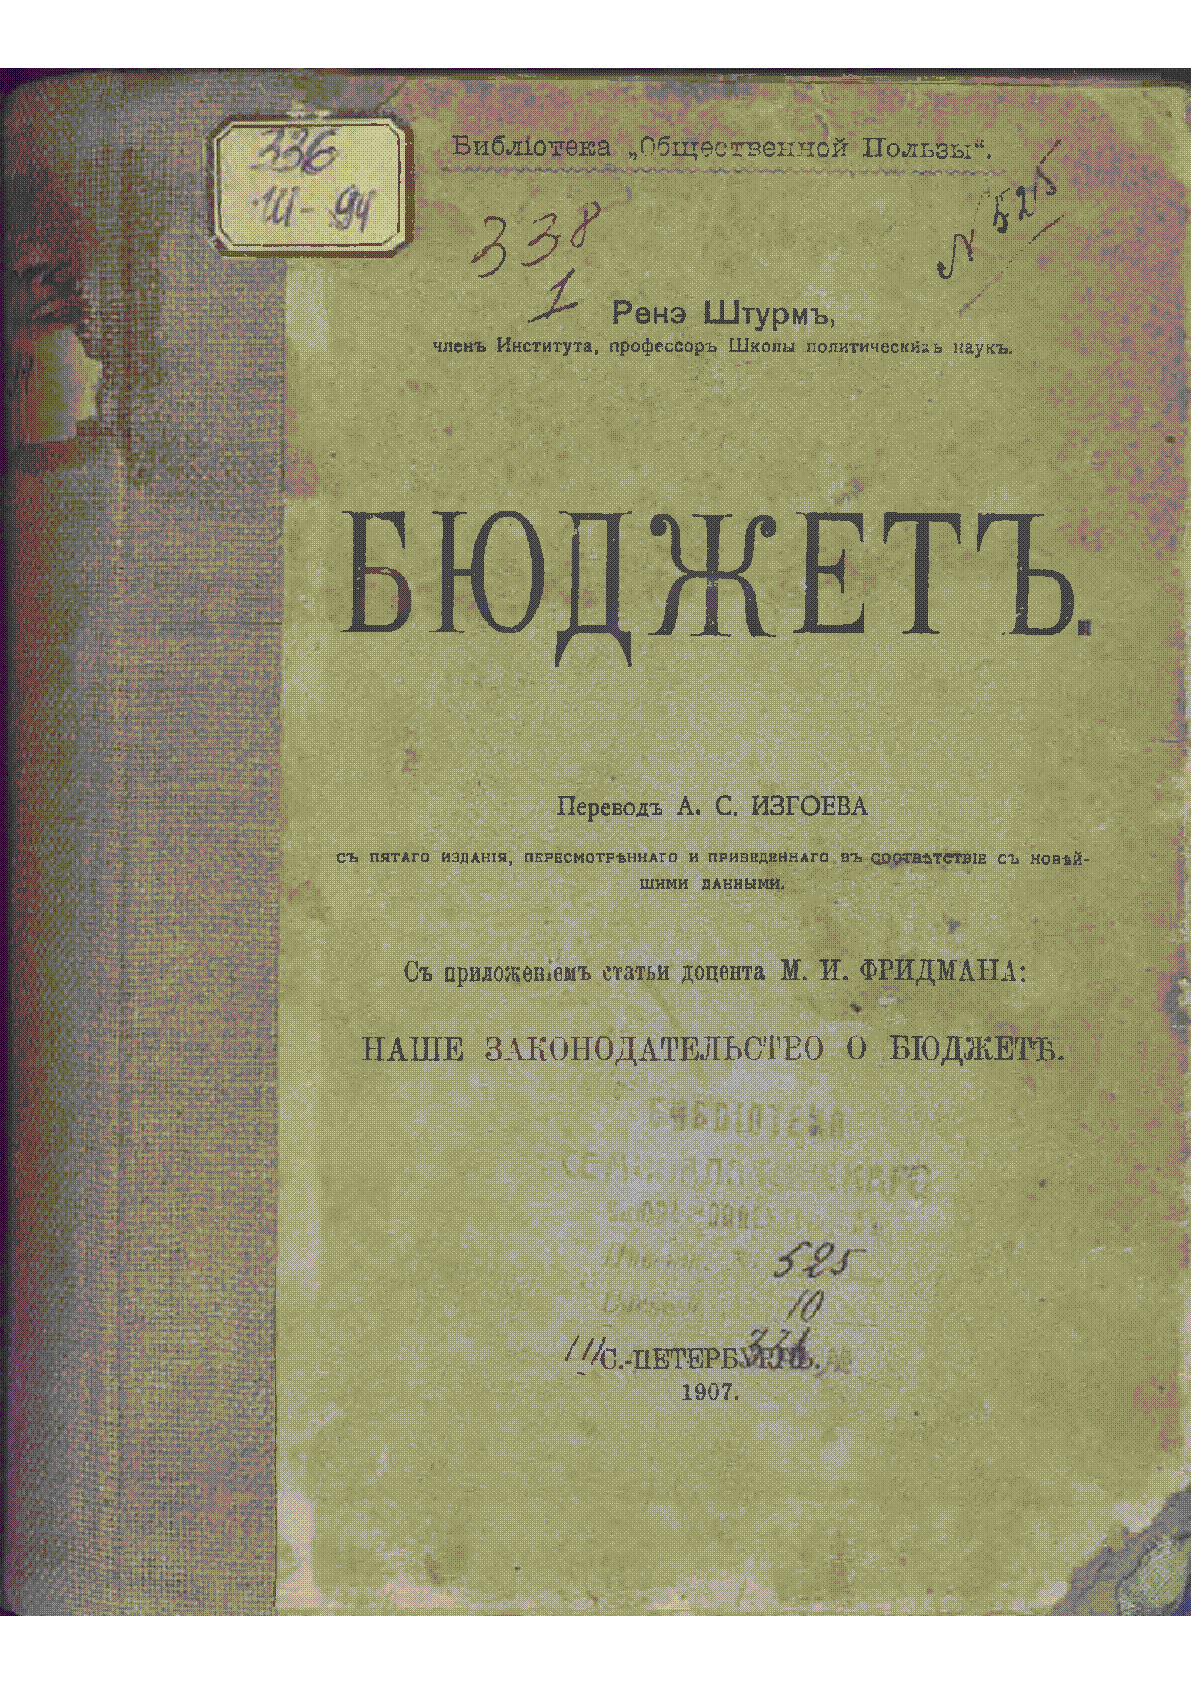 336
Ш-94
Библіотека „Общественной Пользы“.
N 525
338
1
Ренэ Штурмъ,
членъ Института, профессоръ Школы политическихъ наукъ.
БЮДЖЕТЪ.
Переводъ А. С. ИЗГОЕВА
съ пятаго изданія, пересмотрѣннаго и приведеннаго въ соотвѣтствіе съ новѣй-
шими данными.
Съ приложеніемъ статьи доцента М. И. ФРИДМАНА:
НАШЕ ЗАКОНОДАТЕЛЬСТВО О БЮДЖЕТѢ.
525
10
С.-ПЕТЕРБУРГЪ.
1907.